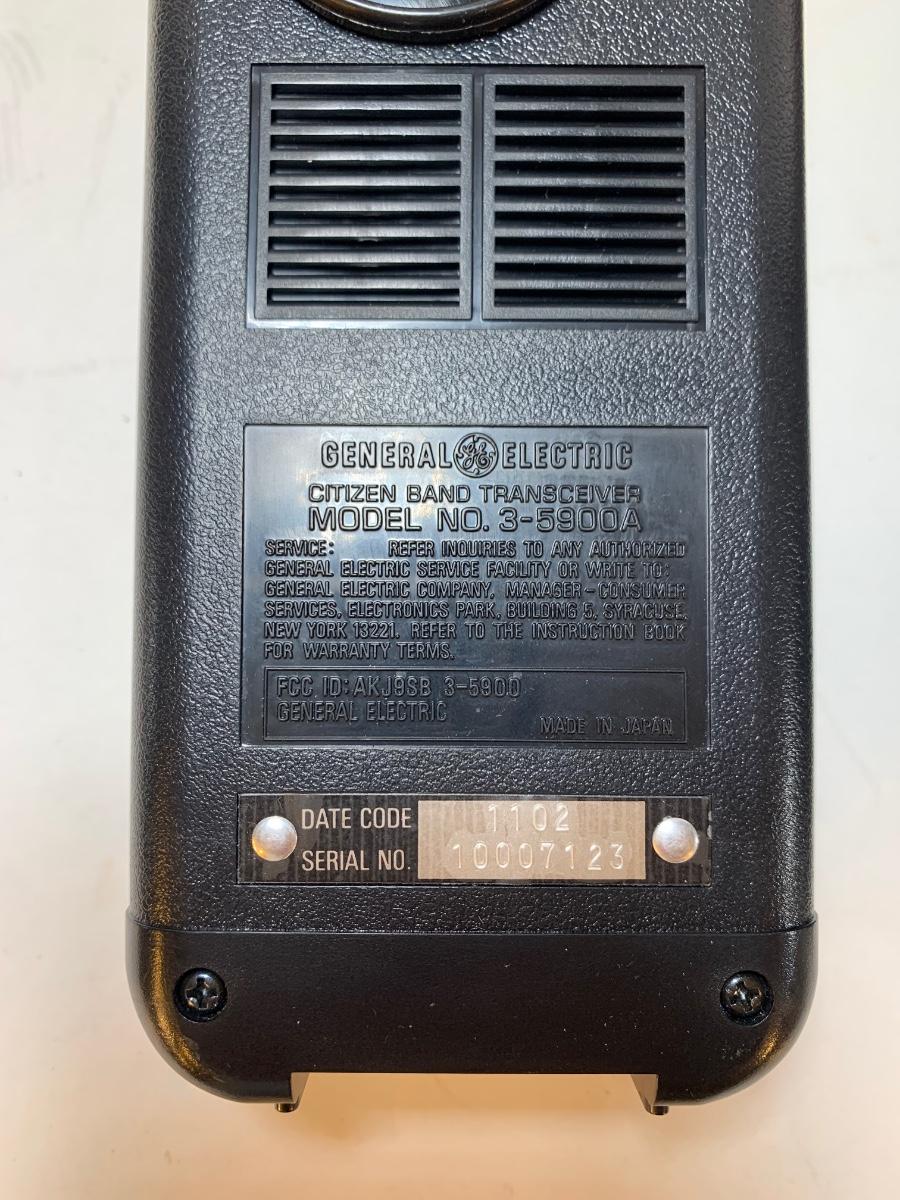 GENERAL GE ELECTRIC
CITIZEN BAND TRANSCEIVER
MODEL NO. 3-5900A
SERVICE: REFER INQUIRIES TO ANY AUTHORIZED
GENERAL ELECTRIC SERVICE FACILITY OR WRITE TO:
GENERAL ELECTRIC COMPANY, MANAGER-CONSUMER
SERVICES, ELECTRONICS PARK, BUILDING 5, SYRACUSE,
NEW YORK 13221. REFER TO THE INSTRUCTION BOOK
FOR WARRANTY TERMS.
FCC ID: AKJ9SB 3-5900
GENERAL ELECTRIC
MADE IN JAPAN
DATE CODE 1102
SERIAL NO. 10007123